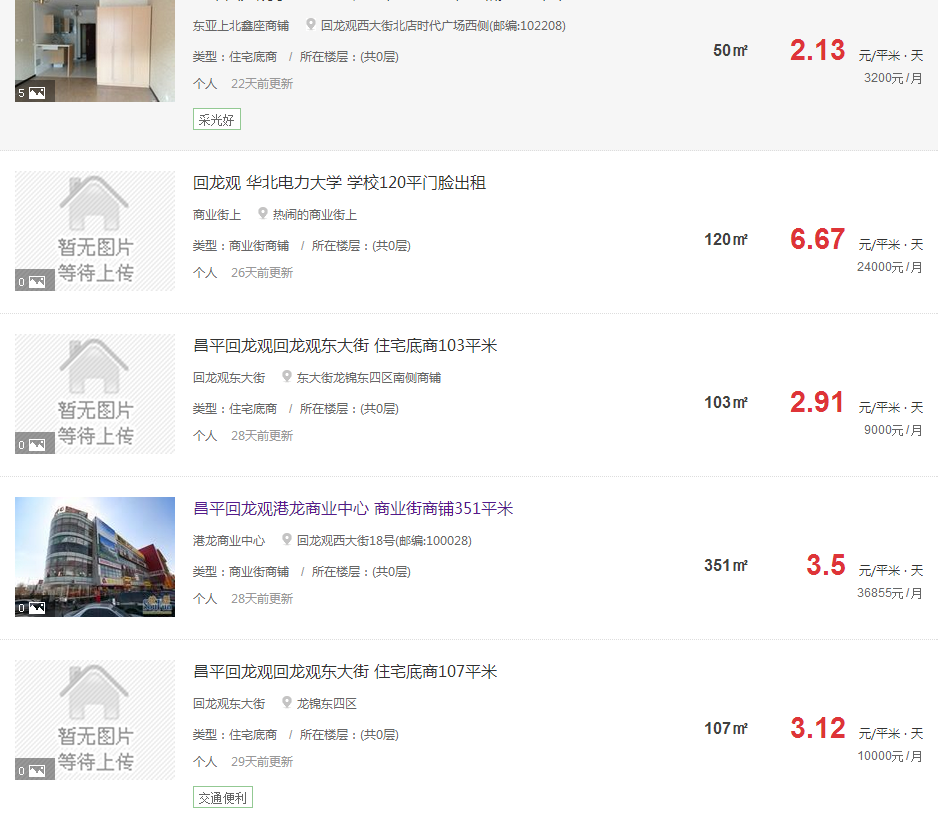 东亚上北鑫座商铺 回龙观西大街北店时代广场西侧(邮编:102208)
类型：住宅底商 / 所在楼层：(共0层)
50㎡ 2.13 元/平米 · 天
3200元/月
个人 22天前更新
5
采光好
回龙观 华北电力大学 学校120平门脸出租
商业街上 热闹的商业街上
类型：商业街商铺 / 所在楼层：(共0层)
120㎡ 6.67 元/平米 · 天
24000元/月
个人 26天前更新
暂无图片
等待上传
0
昌平回龙观回龙观东大街 住宅底商103平米
回龙观东大街 东大街龙锦东四区南侧商铺
类型：住宅底商 / 所在楼层：(共0层)
103㎡ 2.91 元/平米 · 天
9000元/月
个人 28天前更新
暂无图片
等待上传
0
昌平回龙观港龙商业中心 商业街商铺351平米
港龙商业中心 回龙观西大街18号(邮编:100028)
类型：商业街商铺 / 所在楼层：(共0层)
351㎡ 3.5 元/平米 · 天
36855元/月
个人 28天前更新
0
昌平回龙观回龙观东大街 住宅底商107平米
回龙观东大街 龙锦东四区
类型：住宅底商 / 所在楼层：(共0层)
107㎡ 3.12 元/平米 · 天
10000元/月
个人 29天前更新
暂无图片
等待上传
0
交通便利